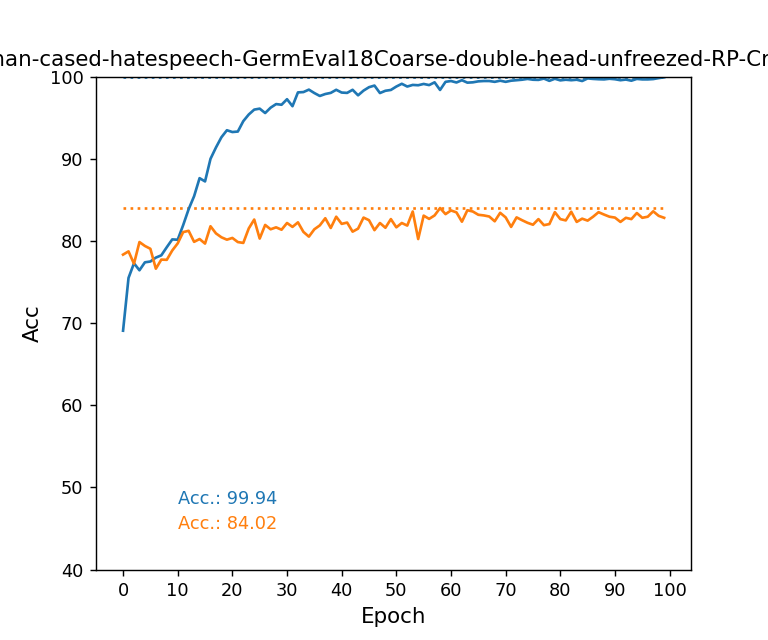 nan-cased-hatespeech-GermEval18Coarse-double-head-unfreezed-RP-Cr
100
90
80
70
60
50
40
Acc
Acc.: 99.94
Acc.: 84.02
0 10 20 30 40 50 60 70 80 90 100
Epoch